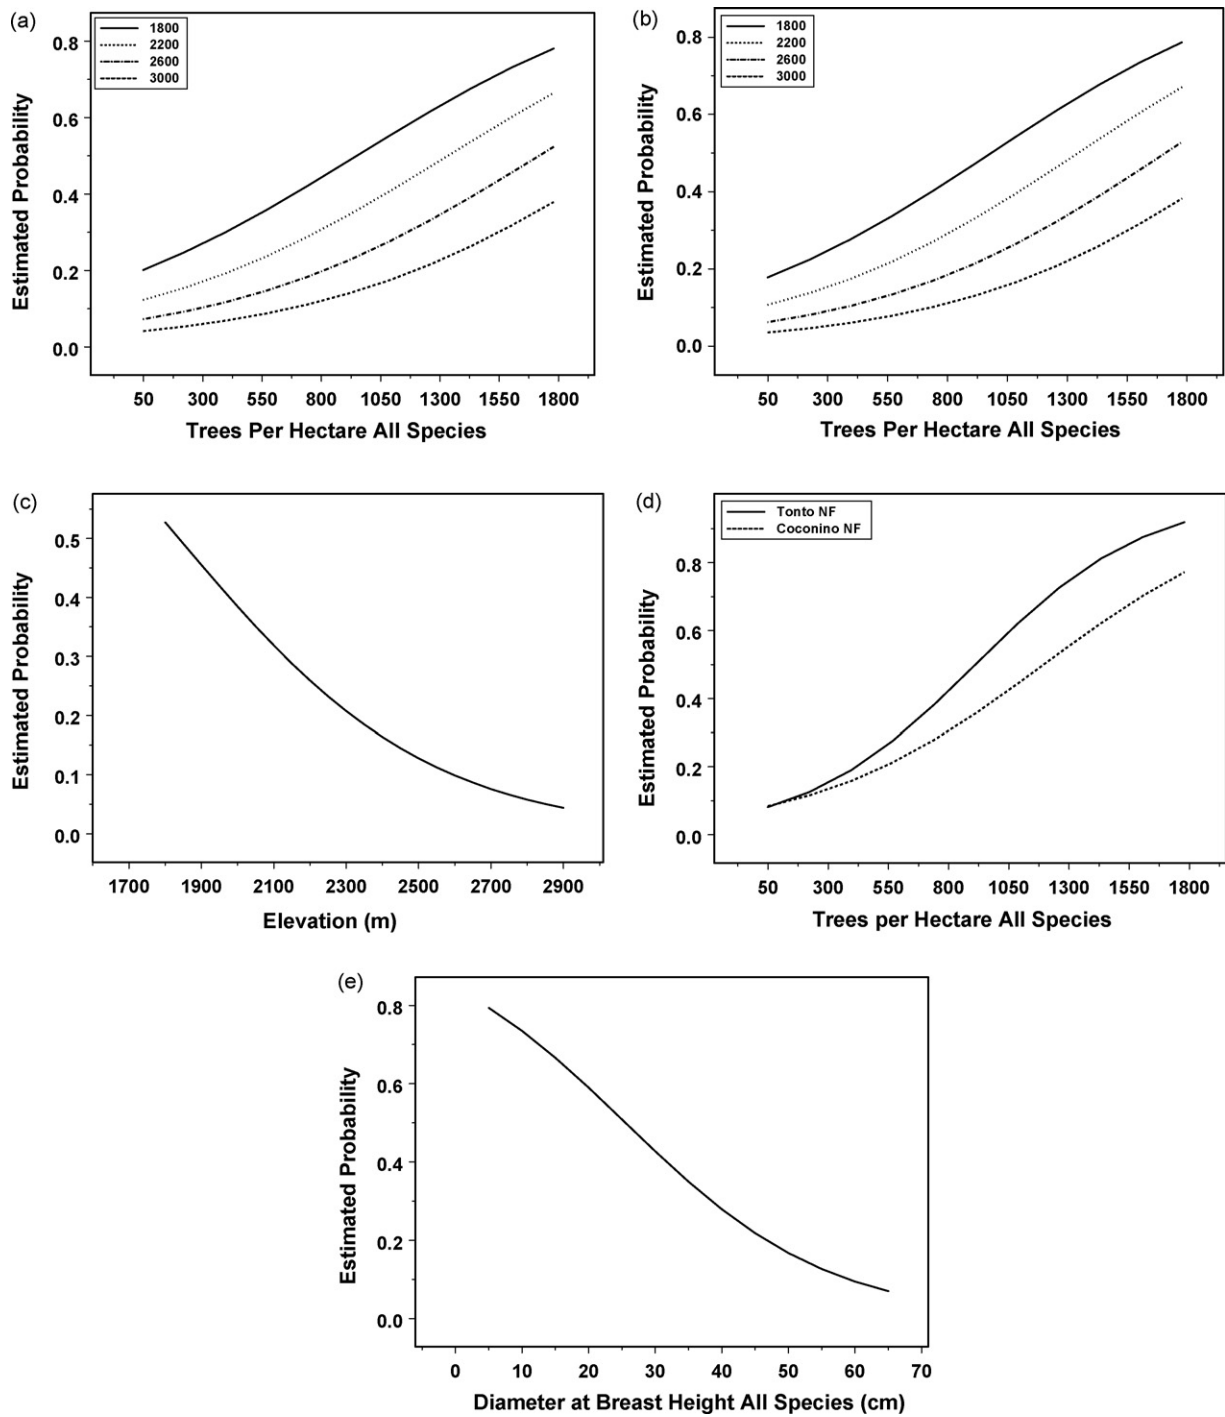 (a)
1800
2200
2600
3000
0.8
0.6
0.4
0.2
0.0
Estimated Probability
50 300 550 800 1050 1300 1550 1800
Trees Per Hectare All Species
(b)
1800
2200
2600
3000
0.8
0.6
0.4
0.2
0.0
Estimated Probability
50 300 550 800 1050 1300 1550 1800
Trees Per Hectare All Species
(c)
0.5
0.4
0.3
0.2
0.1
0.0
Estimated Probability
1700 1900 2100 2300 2500 2700 2900
Elevation (m)
(d)
Tonto NF
Coconino NF
0.8
0.6
0.4
0.2
0.0
Estimated Probability
50 300 550 800 1050 1300 1550 1800
Trees per Hectare All Species
(e)
0.8
0.6
0.4
0.2
0.0
Estimated Probability
0 10 20 30 40 50 60 70
Diameter at Breast Height All Species (cm)